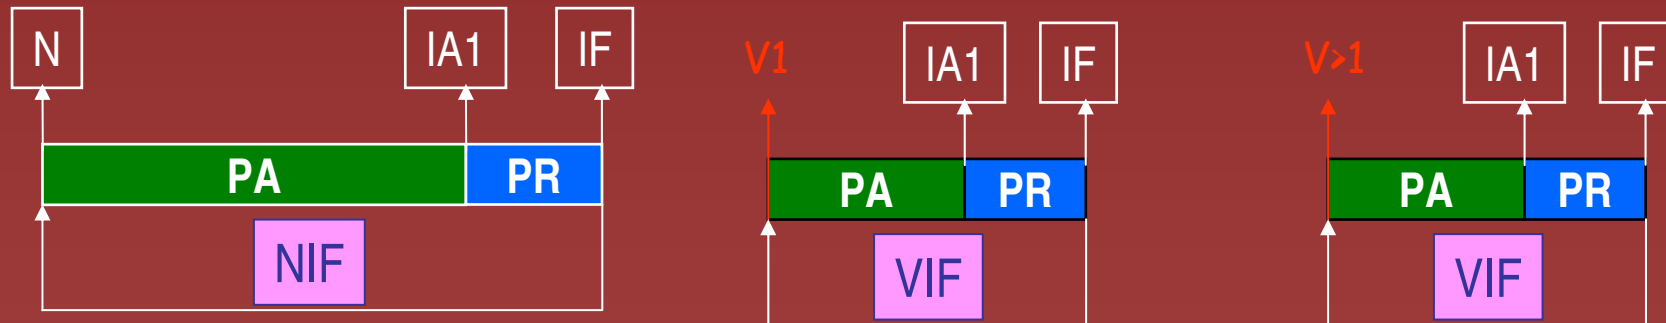 N IA1 IF
PA PR
NIF
V1 IA1 IF
PA PR
VIF
V>1 IA1 IF
PA PR
VIF